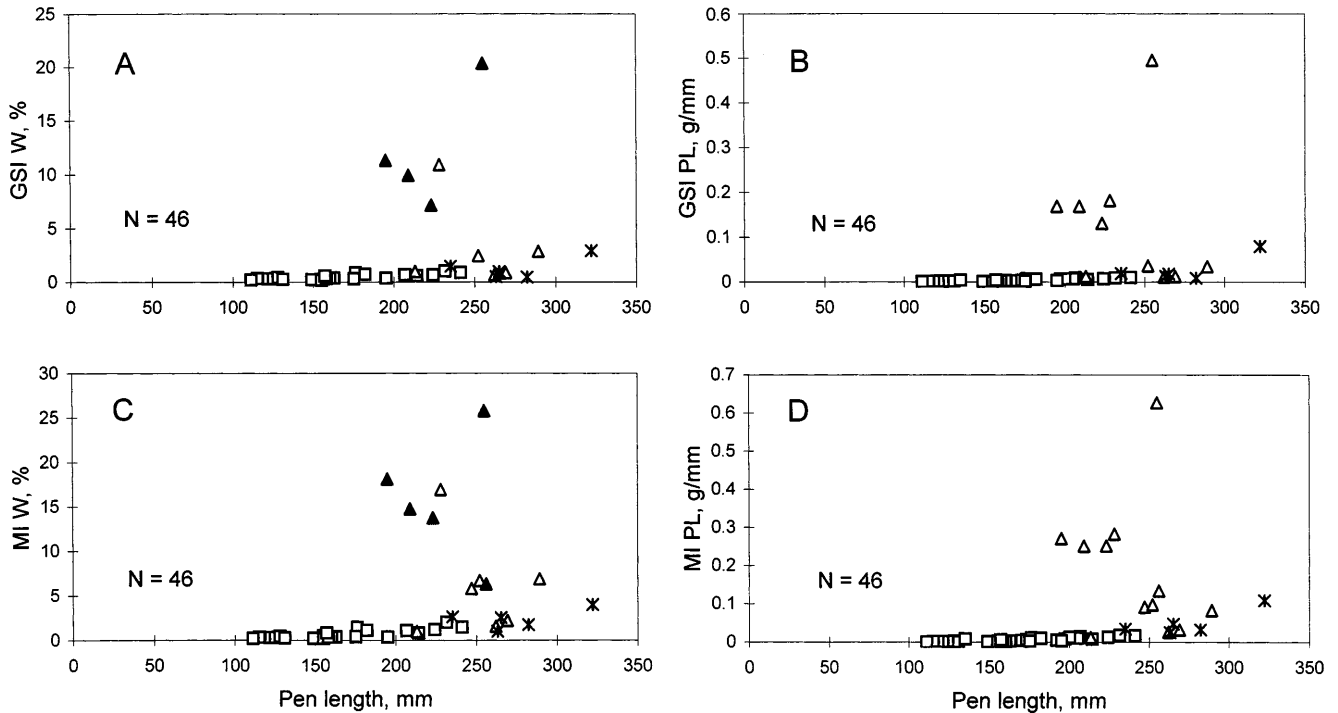 A
GSI W, %
25
20
15
10
5
0
N = 46
0 50 100 150 200 250 300 350
B
GSI PL, g/mm
0.6
0.5
0.4
0.3
0.2
0.1
0
N = 46
0 50 100 150 200 250 300 350
C
MI W, %
30
25
20
15
10
5
0
N = 46
0 50 100 150 200 250 300 350
Pen length, mm
D
MI PL, g/mm
0.7
0.6
0.5
0.4
0.3
0.2
0.1
0
N = 46
0 50 100 150 200 250 300 350
Pen length, mm